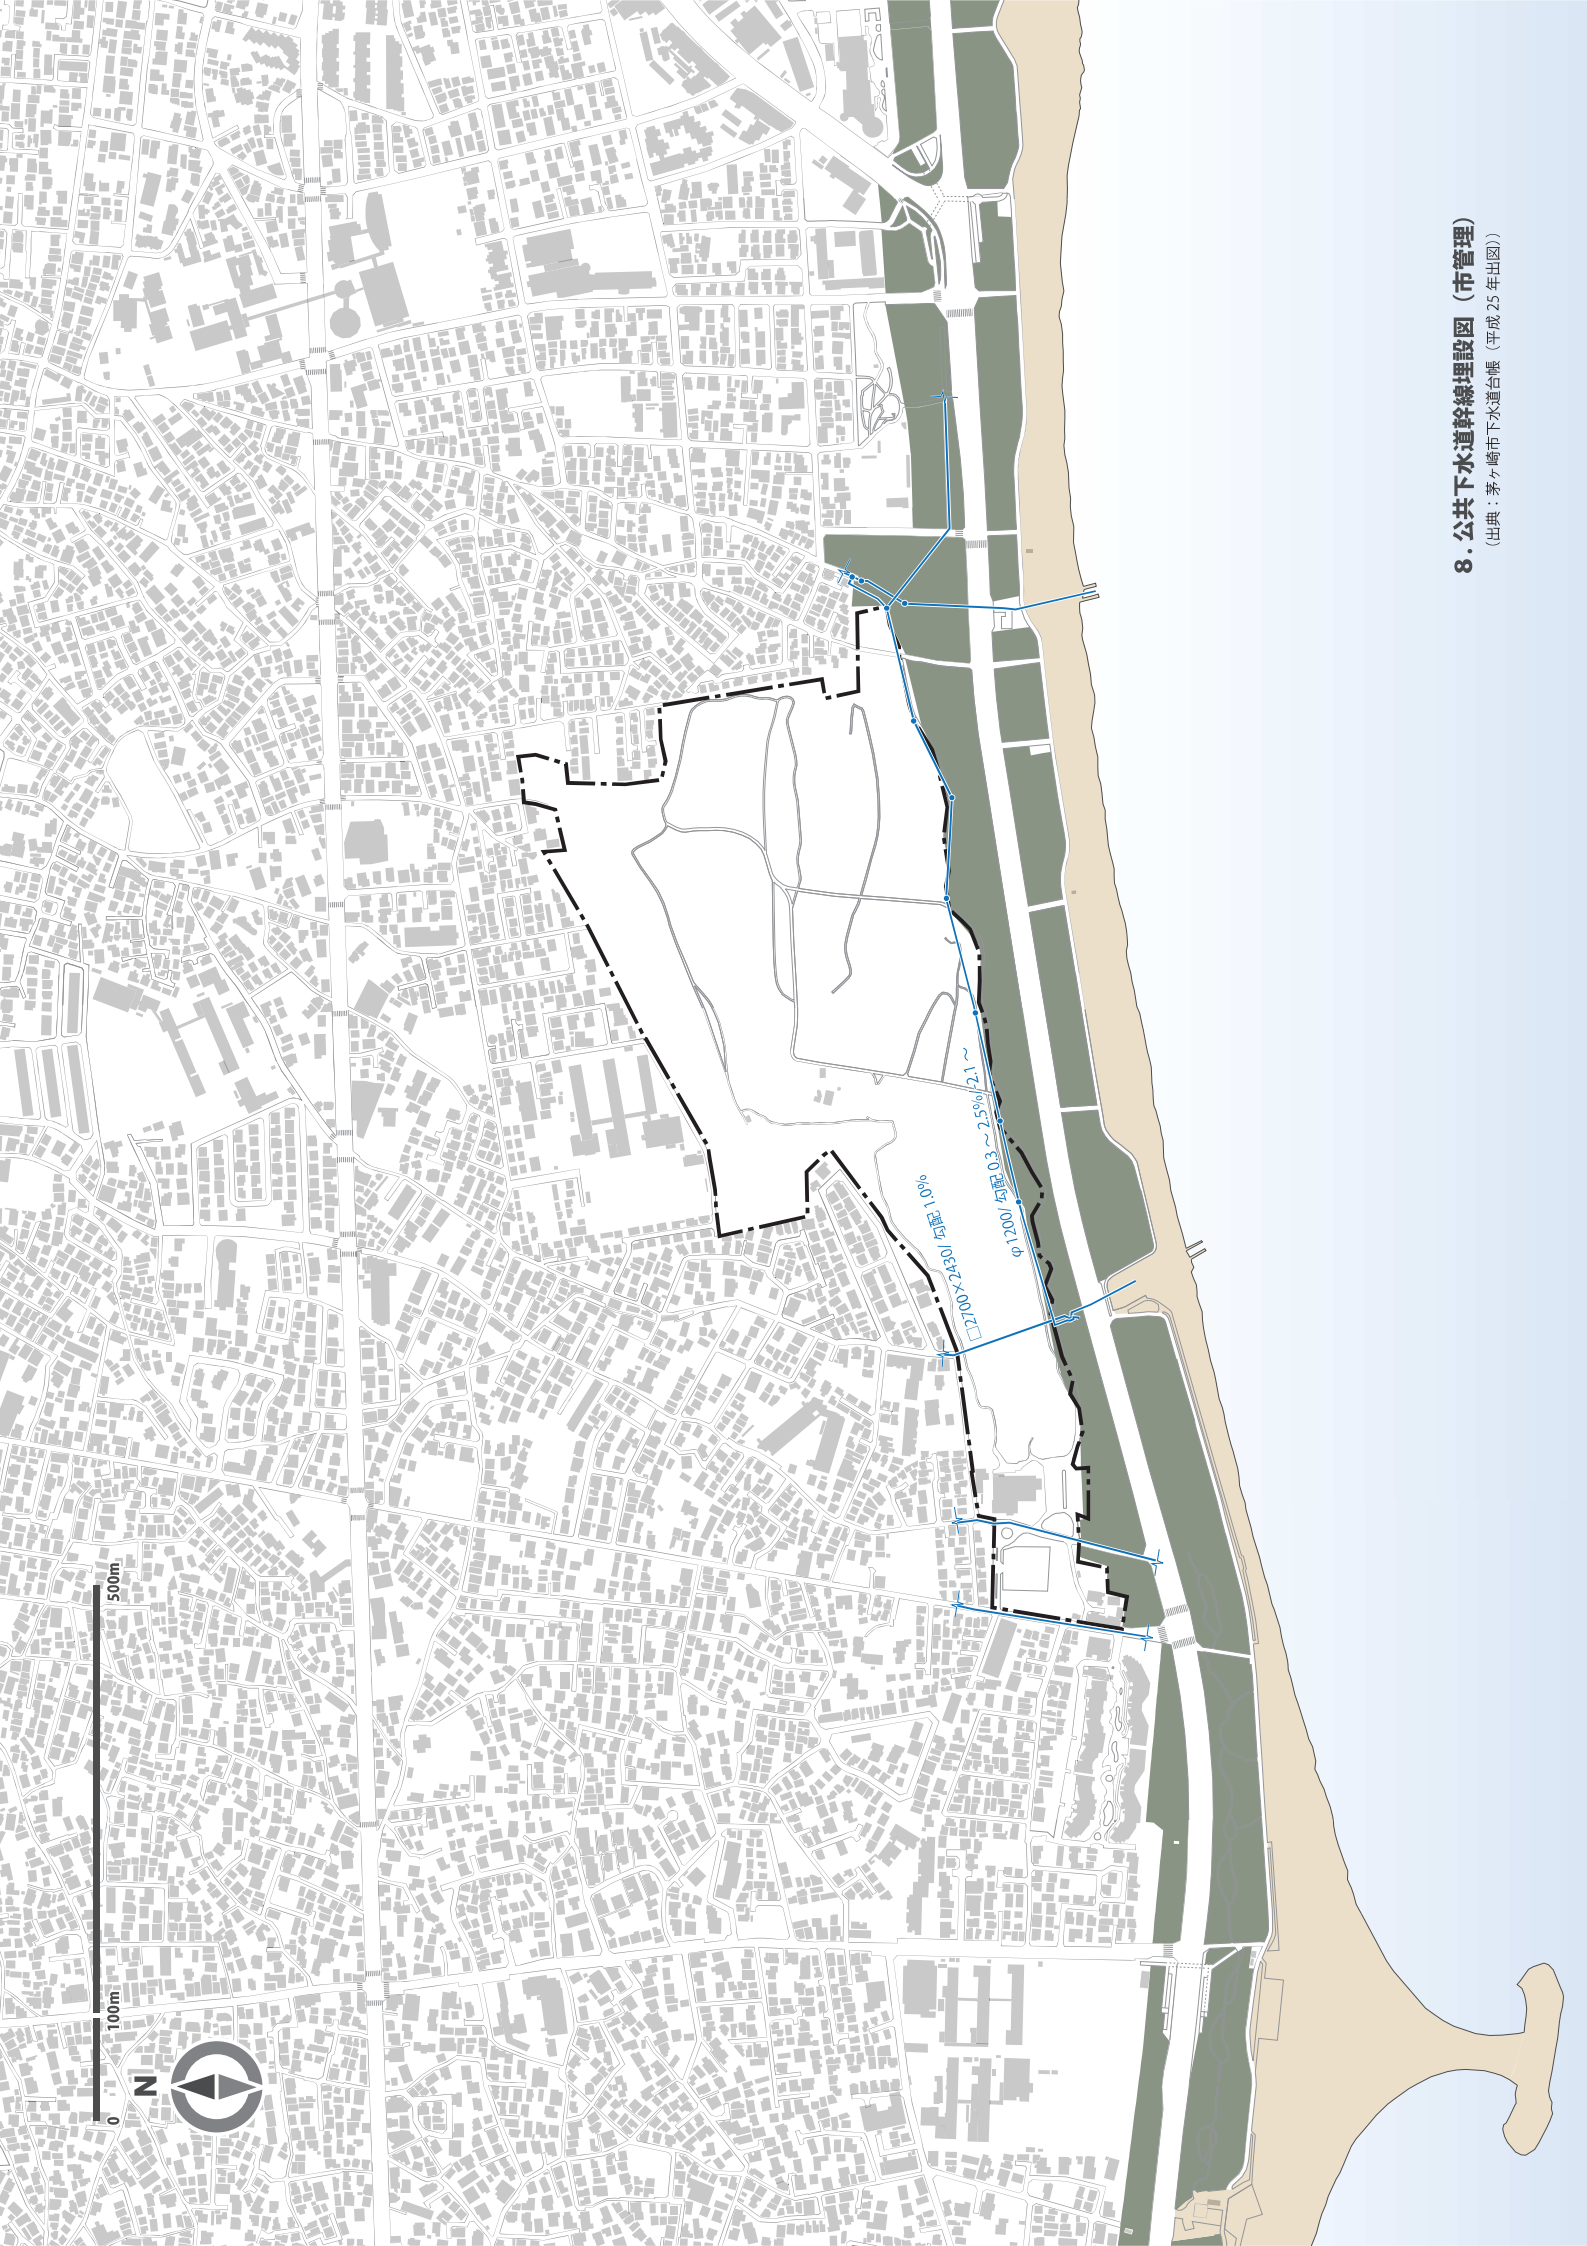 8．公共下水道幹線埋設図（市管理）
（出典：茅ヶ崎市下水道台帳（平成 25 年出図））
□2700×2430/ 勾配 1.0%
φ1200/ 勾配 0.3 ～ 2.5%/-2.1 ～
N
0
100m
500m